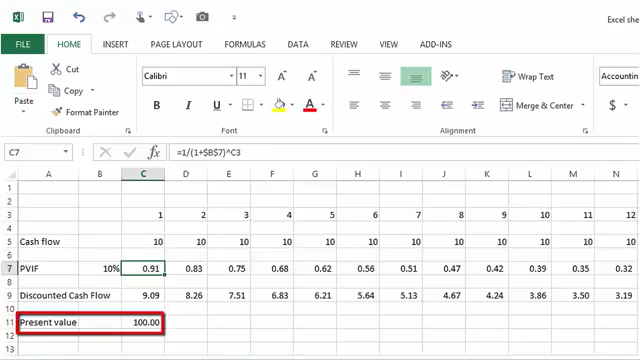 Excel she
FILE HOME INSERT PAGE LAYOUT FORMULAS DATA REVIEW VIEW ADD-INS
Cut
Copy
Format Painter
Paste
Clipboard
Calibri 11 A A
B I U A
Font
Wrap Text
Merge & Center
Alignment
Accountin
$
C7 fx =1/(1+$B$7)^C3
A B C D E F G H I J K L M N
1
2
3 1 2 3 4 5 6 7 8 9 10 11 12
4
5 Cash flow 10 10 10 10 10 10 10 10 10 10 10 10
6
7 PVIF 10% 0.91 0.83 0.75 0.68 0.62 0.56 0.51 0.47 0.42 0.39 0.35 0.32
8
9 Discounted Cash Flow 9.09 8.26 7.51 6.83 6.21 5.64 5.13 4.67 4.24 3.86 3.50 3.19
10
11 Present value 100.00
12
13